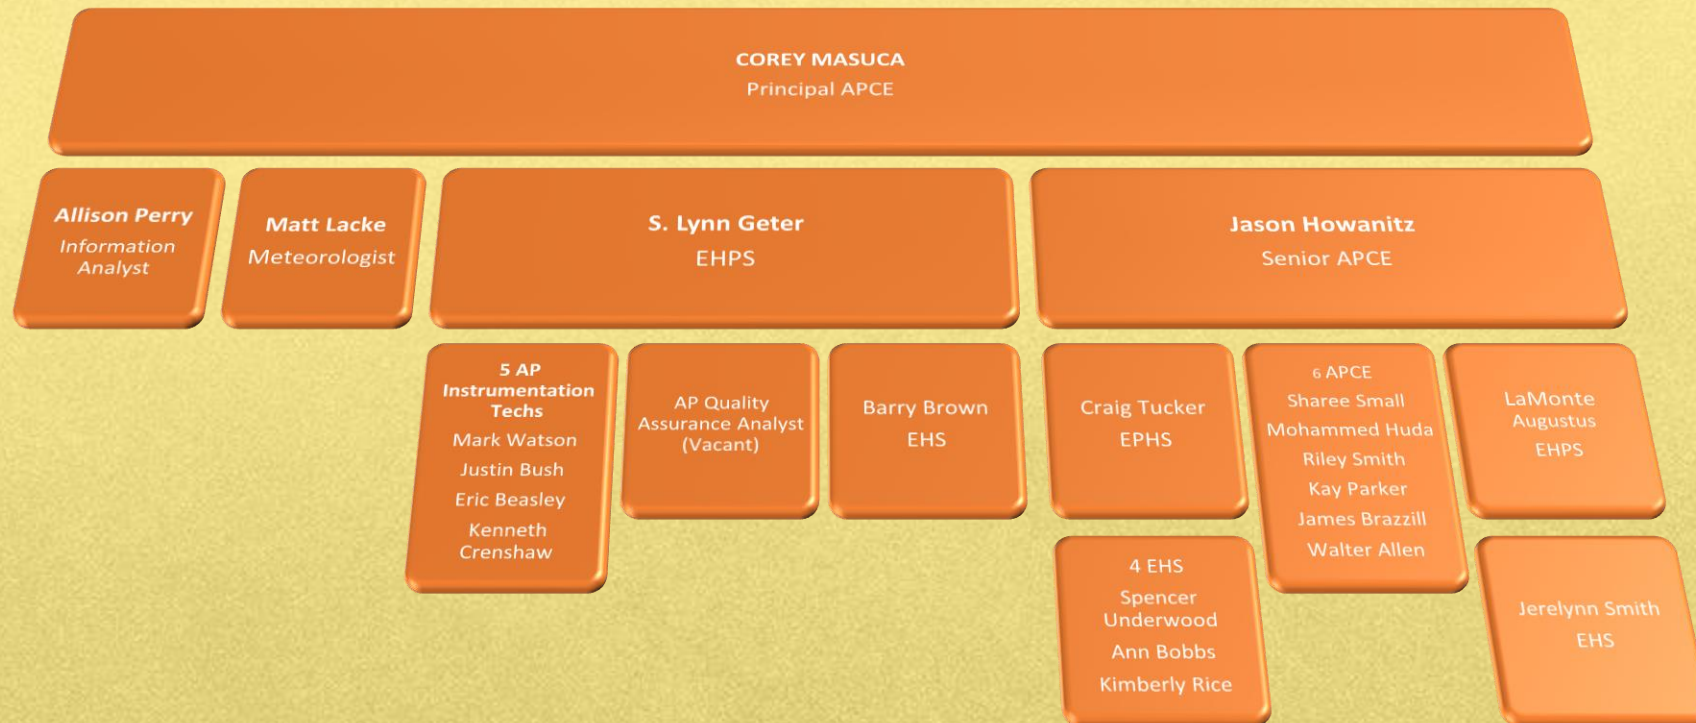 COREY MASUCA
Principal APCE
Allison Perry
Information
Analyst
Matt Lacke
Meteorologist
S. Lynn Geter
EHPS
Jason Howanitz
Senior APCE
5 AP
Instrumentation
Techs
Mark Watson
Justin Bush
Eric Beasley
Kenneth
Crenshaw
AP Quality
Assurance Analyst
(Vacant)
Barry Brown
EHS
Craig Tucker
EPHS
4 EHS
Spencer
Underwood
Ann Bobbs
Kimberly Rice
6 APCE
Sharee Small
Mohammed Huda
Riley Smith
Kay Parker
James Brazzill
Walter Allen
LaMonte
Augustus
EHPS
Jerelynn Smith
EHS